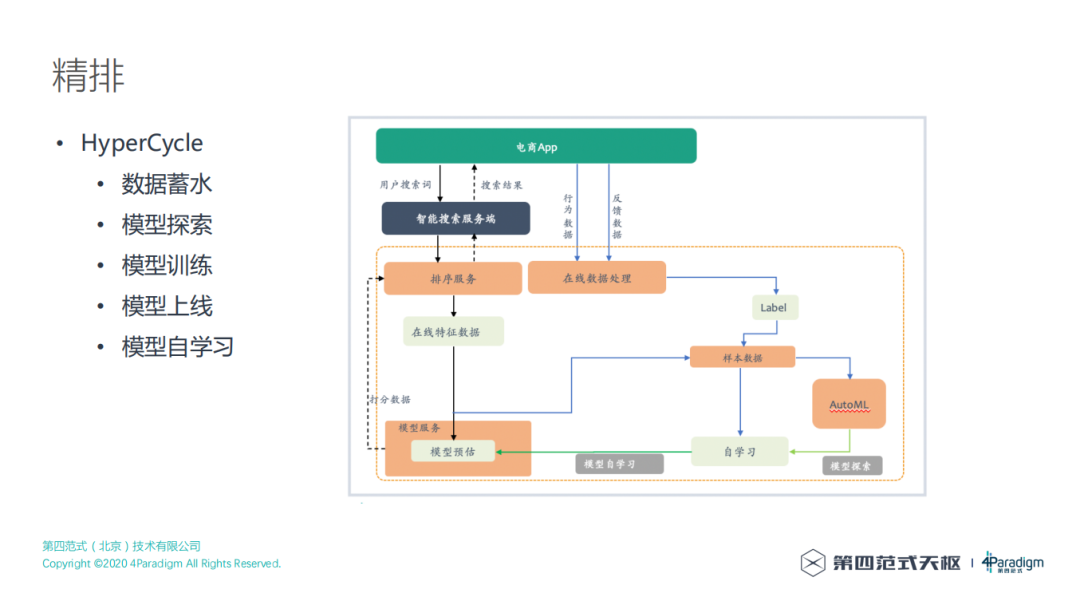 精排
• HyperCycle
• 数据蓄水
• 模型探索
• 模型训练
• 模型上线
• 模型自学习
电商App
用户搜索词
搜索结果
行为数据
反馈数据
智能搜索服务端
排序服务
在线数据处理
Label
在线特征数据
样本数据
打分数据
AutoML
模型服务
模型预估
自学习
模型自学习
模型探索
第四范式（北京）技术有限公司
Copyright ©2020 4Paradigm All Rights Reserved.
第四范式天枢
4Paradigm
第四范式